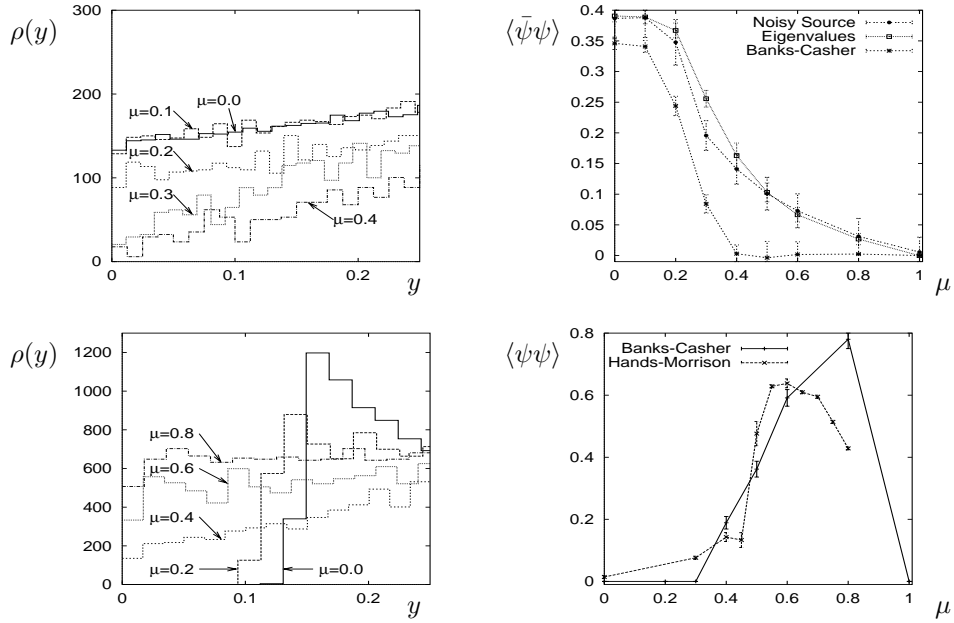 ρ(y)
300
200
100
0
μ=0.1
μ=0.0
μ=0.2
μ=0.3
μ=0.4
0
0.1
0.2
y
⟨ψ̄ψ⟩
0.4
0.35
0.3
0.25
0.2
0.15
0.1
0.05
0
Noisy Source
Eigenvalues
Banks-Casher
0
0.2
0.4
0.6
0.8
1
μ
ρ(y)
1200
1000
800
600
400
200
0
μ=0.8
μ=0.6
μ=0.4
μ=0.2
μ=0.0
0
0.1
0.2
y
⟨ψψ⟩
0.8
0.6
0.4
0.2
0
Banks-Casher
Hands-Morrison
0
0.2
0.4
0.6
0.8
1
μ